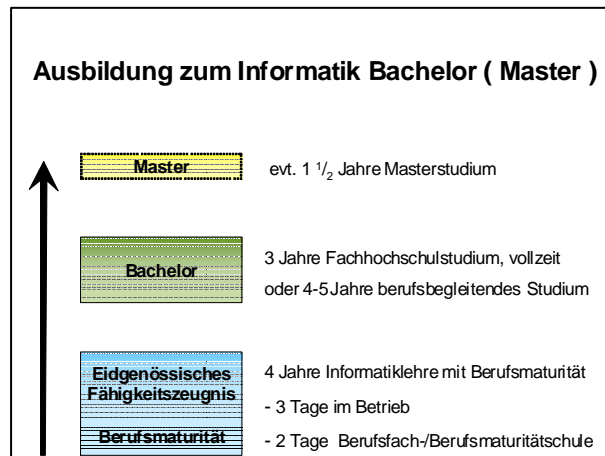 Ausbildung zum Informatik Bachelor ( Master )
Master
evt. 1 1/2 Jahre Masterstudium
Bachelor
3 Jahre Fachhochschulstudium, vollzeit
oder 4-5 Jahre berufsbegleitendes Studium
Eidgenössisches
Fähigkeitszeugnis
Berufsmaturität
4 Jahre Informatiklehre mit Berufsmaturität
- 3 Tage im Betrieb
- 2 Tage Berufsfach-/Berufsmaturitätschule